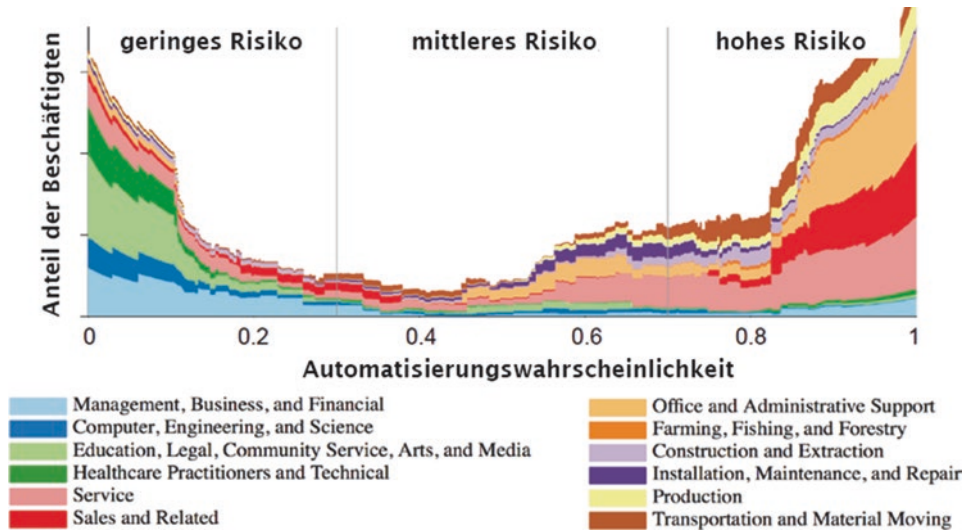 geringes Risiko
mittleres Risiko
hohes Risiko
Anteil der Beschäftigten
0
0.2
0.4
0.6
0.8
1
Automatisierungswahrscheinlichkeit
Management, Business, and Financial
Computer, Engineering, and Science
Education, Legal, Community Service, Arts, and Media
Healthcare Practitioners and Technical
Service
Sales and Related
Office and Administrative Support
Farming, Fishing, and Forestry
Construction and Extraction
Installation, Maintenance, and Repair
Production
Transportation and Material Moving